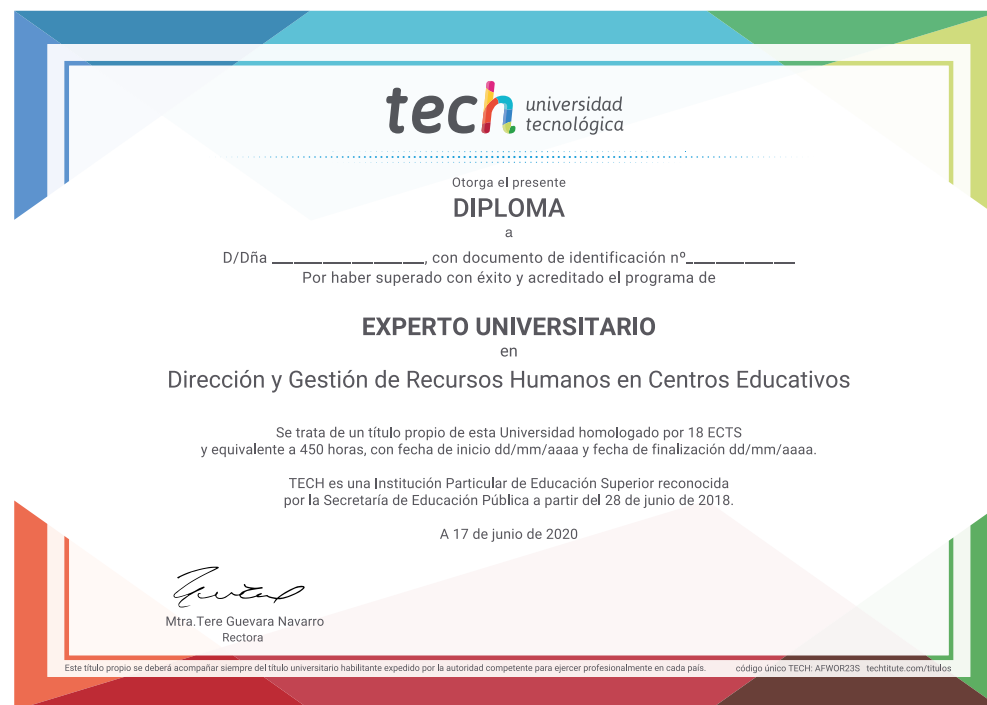 tech universidad
tecnológica
Otorga el presente
DIPLOMA
a
D/Dña ______________, con documento de identificación nº__________
Por haber superado con éxito y acreditado el programa de
EXPERTO UNIVERSITARIO
en
Dirección y Gestión de Recursos Humanos en Centros Educativos
Se trata de un título propio de esta Universidad homologado por 18 ECTS
y equivalente a 450 horas, con fecha de inicio dd/mm/aaaa y fecha de finalización dd/mm/aaaa.
TECH es una Institución Particular de Educación Superior reconocida
por la Secretaría de Educación Pública a partir del 28 de junio de 2018.
A 17 de junio de 2020
Mtra.Tere Guevara Navarro
Rectora
Este título propio se deberá acompañar siempre del título universitario habilitante expedido por la autoridad competente para ejercer profesionalmente en cada país. código único TECH: AFWOR23S techtitute.com/titulos